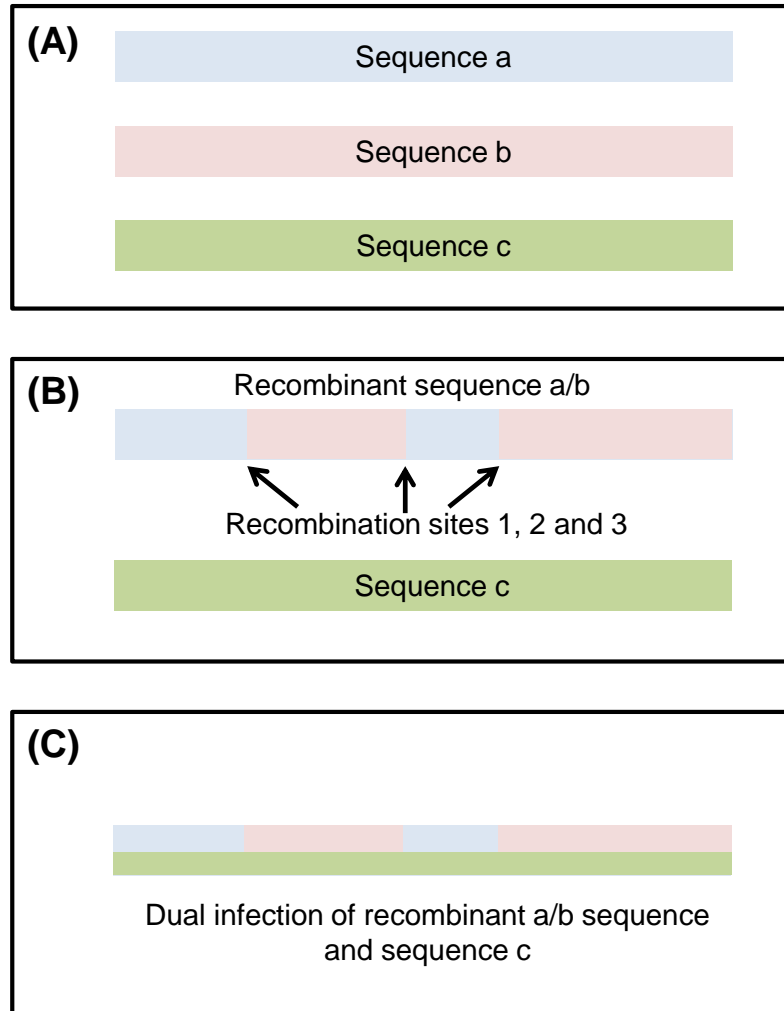 (A)
Sequence a
Sequence b
Sequence c
(B)
Recombinant sequence a/b
Recombination sites 1, 2 and 3
Sequence c
(C)
Dual infection of recombinant a/b sequence
and sequence c